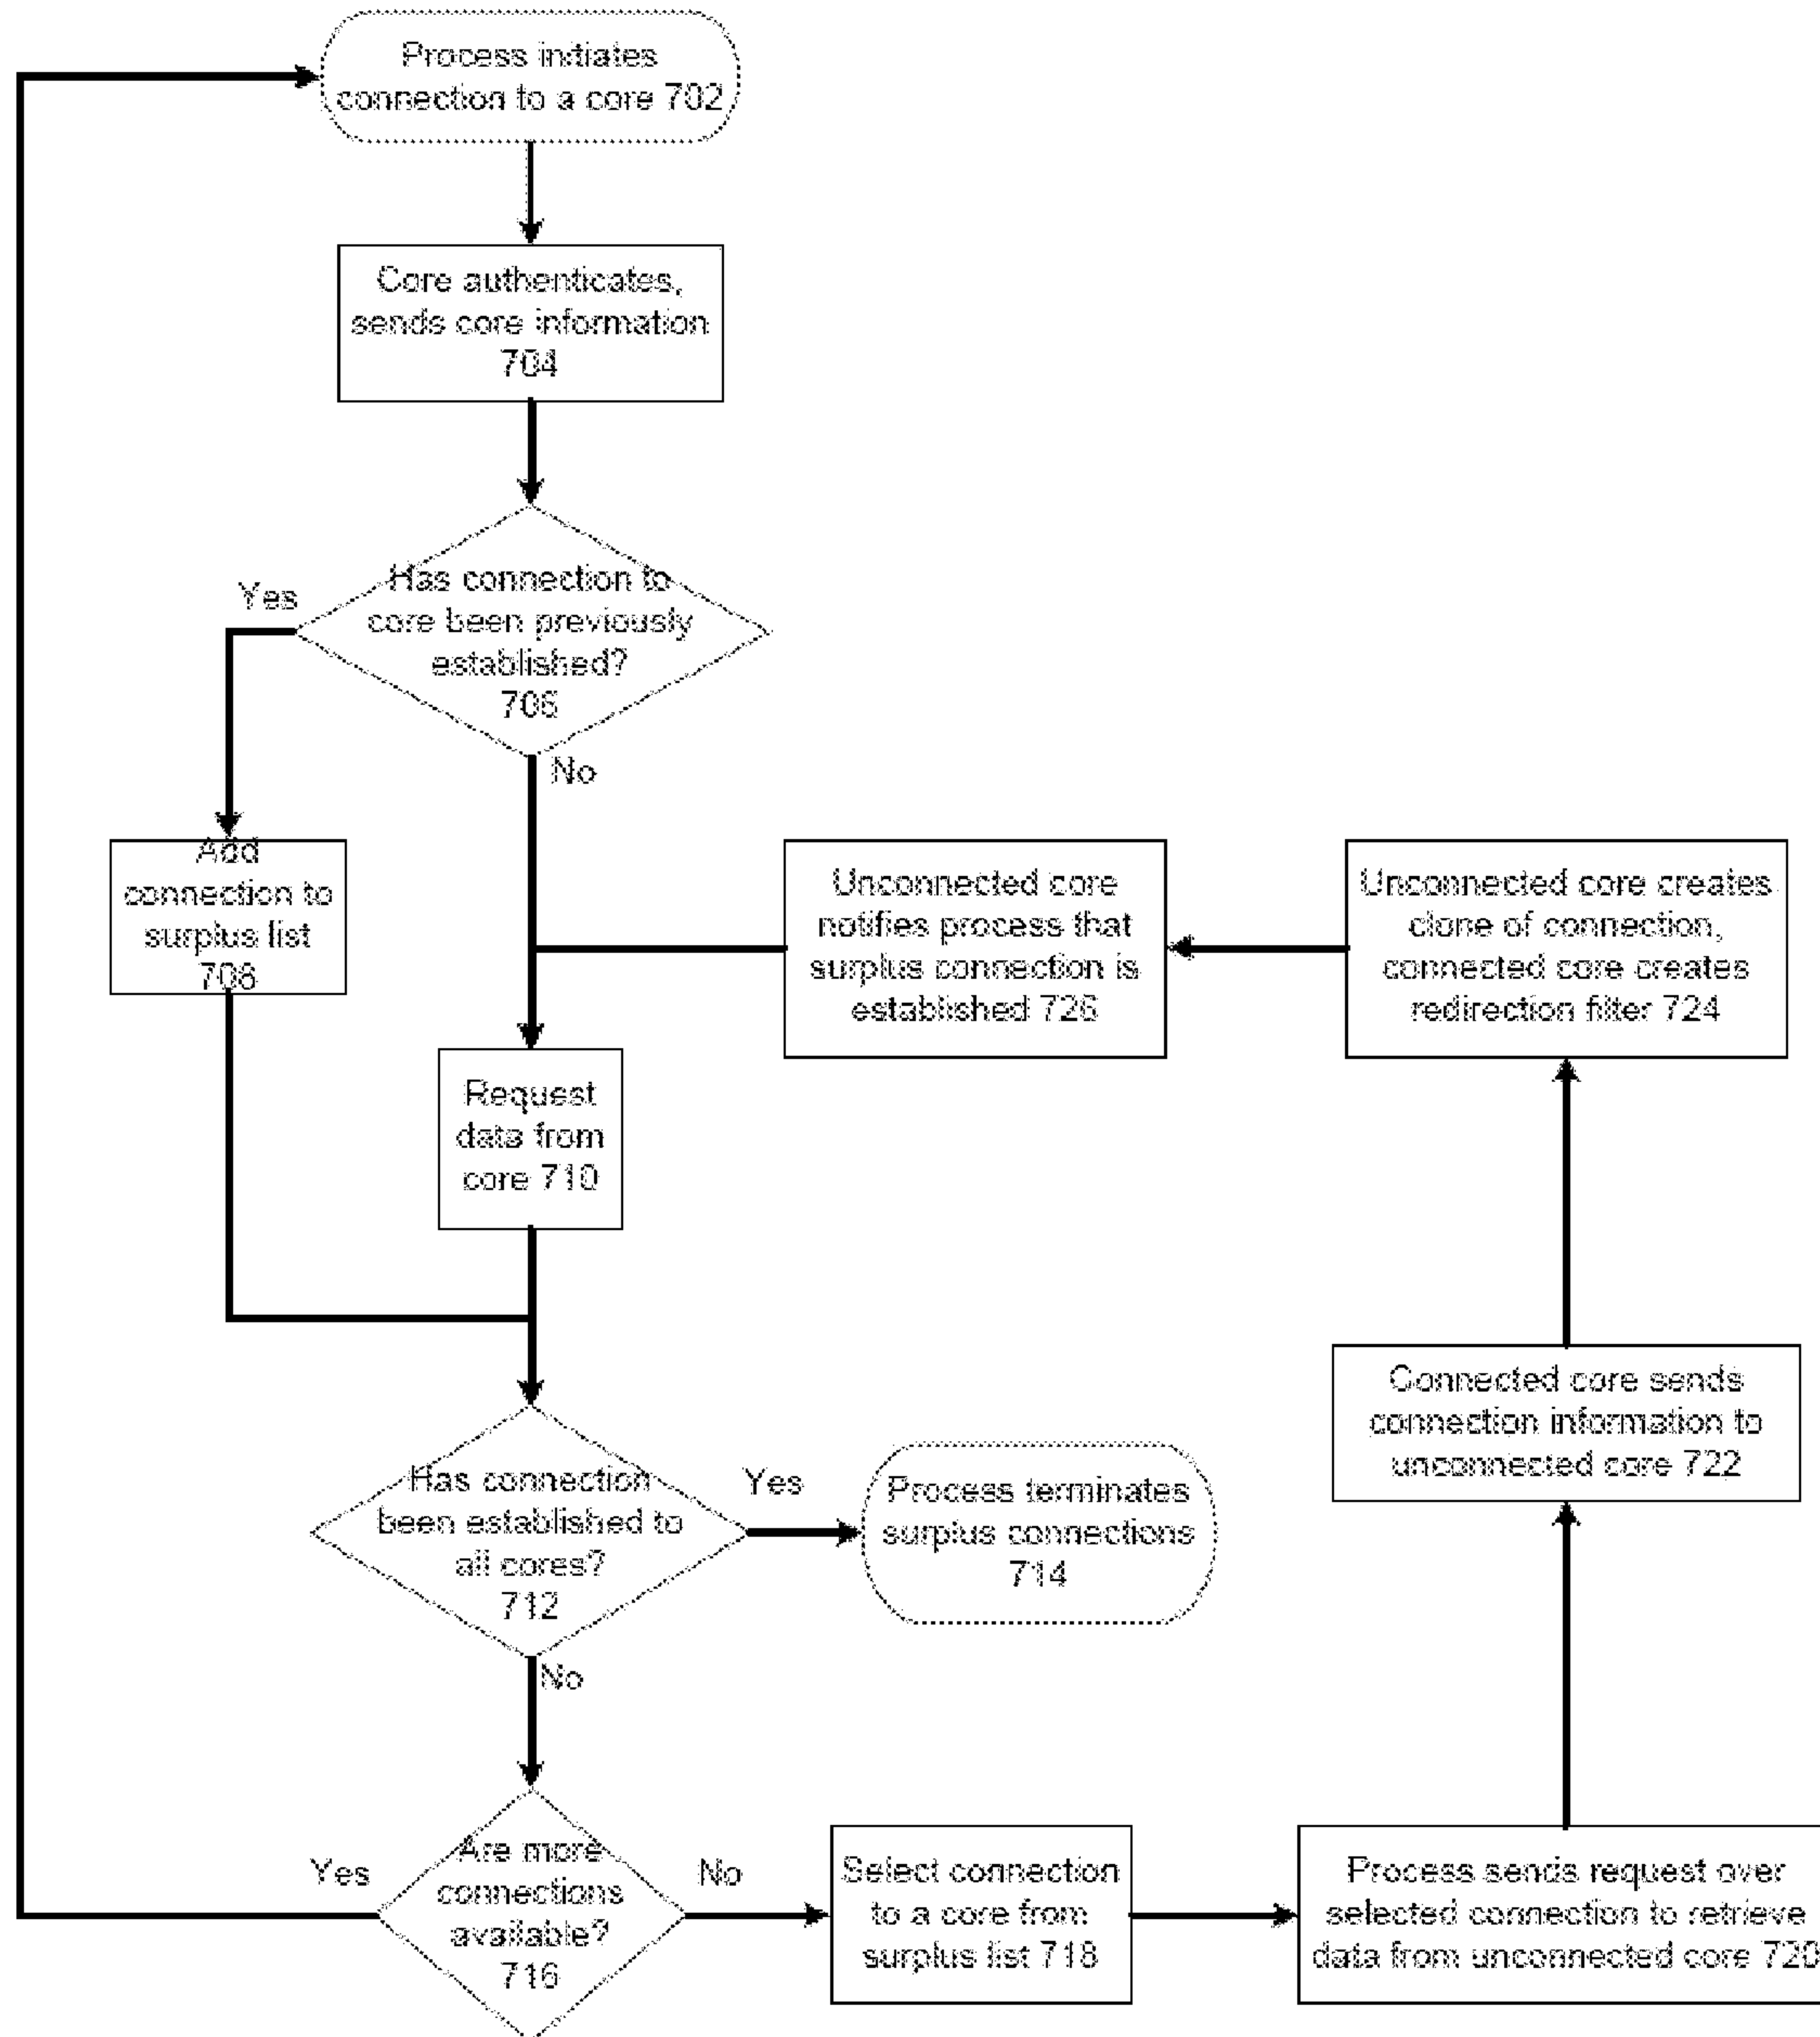 Process initiates
connection to a core 702
Core authenticates,
sends core information
704
Has connection to
core been previously
established?
706
Yes
No
Add
connection to
surplus list
708
Unconnected core
notifies process that
surplus connection is
established 726
Unconnected core creates
clone of connection,
connected core creates
redirection filter 724
Request
data from
core 710
Connected core sends
connection information to
unconnected core 722
Has connection
been established to
all cores?
712
Yes
No
Process terminates
surplus connections
714
Are more
connections
available?
716
Yes
No
Select connection
to a core from
surplus list 718
Process sends request over
selected connection to retrieve
data from unconnected core 720